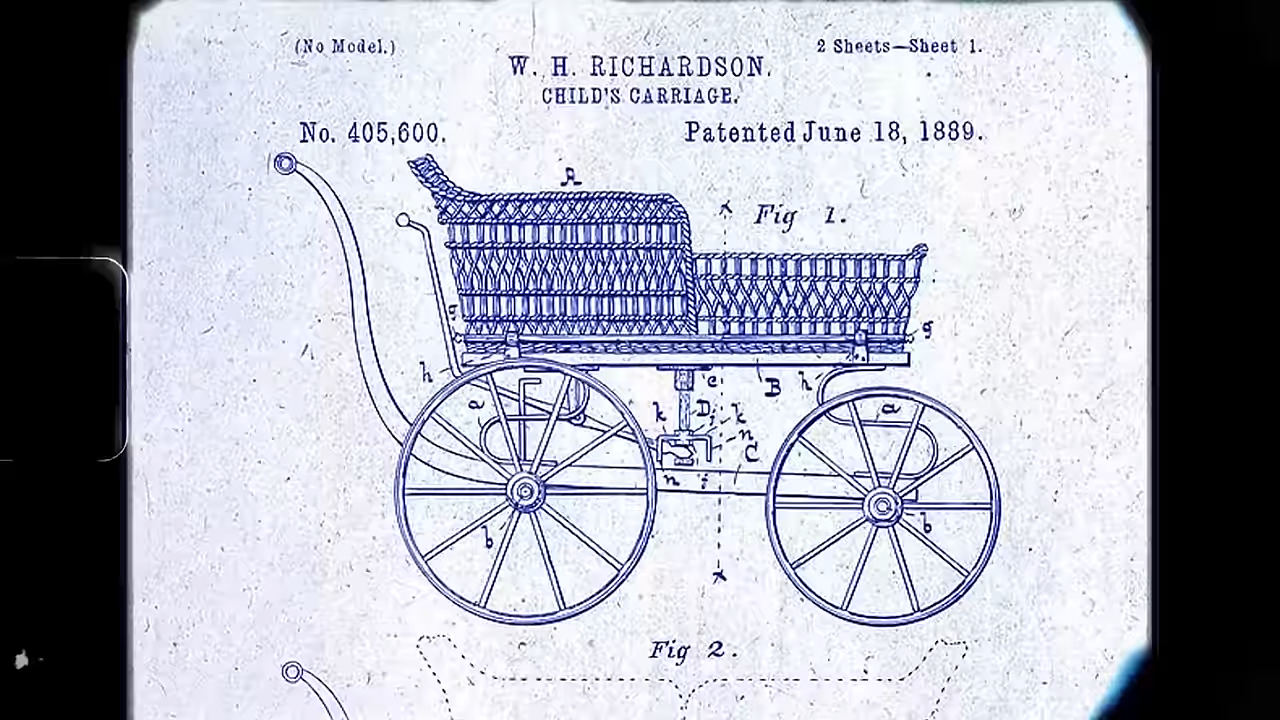 (No Model.)
2 Sheets—Sheet 1.
W. H. RICHARDSON.
CHILD'S CARRIAGE.
No. 405,600.
Patented June 18, 1889.
A
Fig 1.
g
g
h
c
B
h
a
k
D
j
k
a
n
C
n
i
b
b
Fig 2.